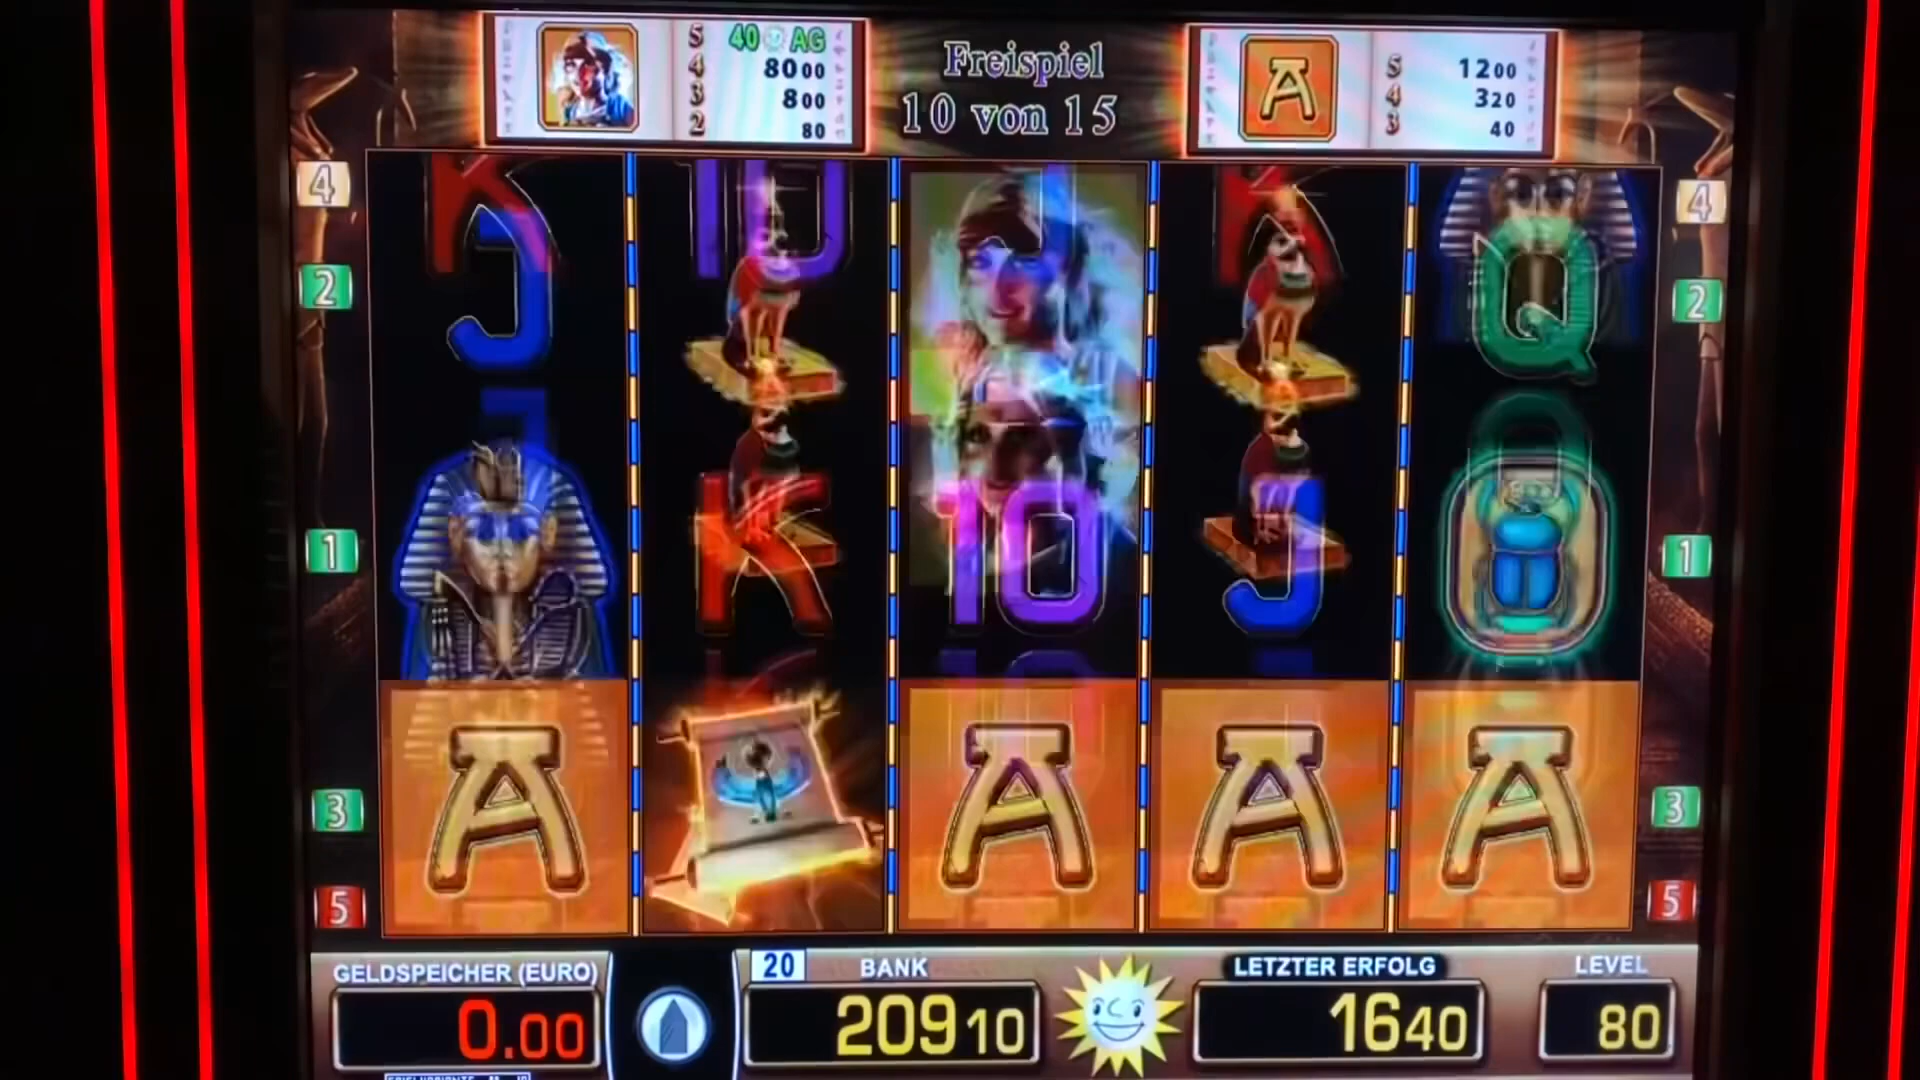 5 40 AG
4 8000
3 800
2 80
Freispiel
10 von 15
A
5 1200
4 320
3 40
4
4
K
10
K
2
2
J
Q
1
1
K
10
J
3
3
A
A
A
A
5
5
GELDSPEICHER (EURO)
0.00
20
BANK
20910
LETZTER ERFOLG
1640
LEVEL
80